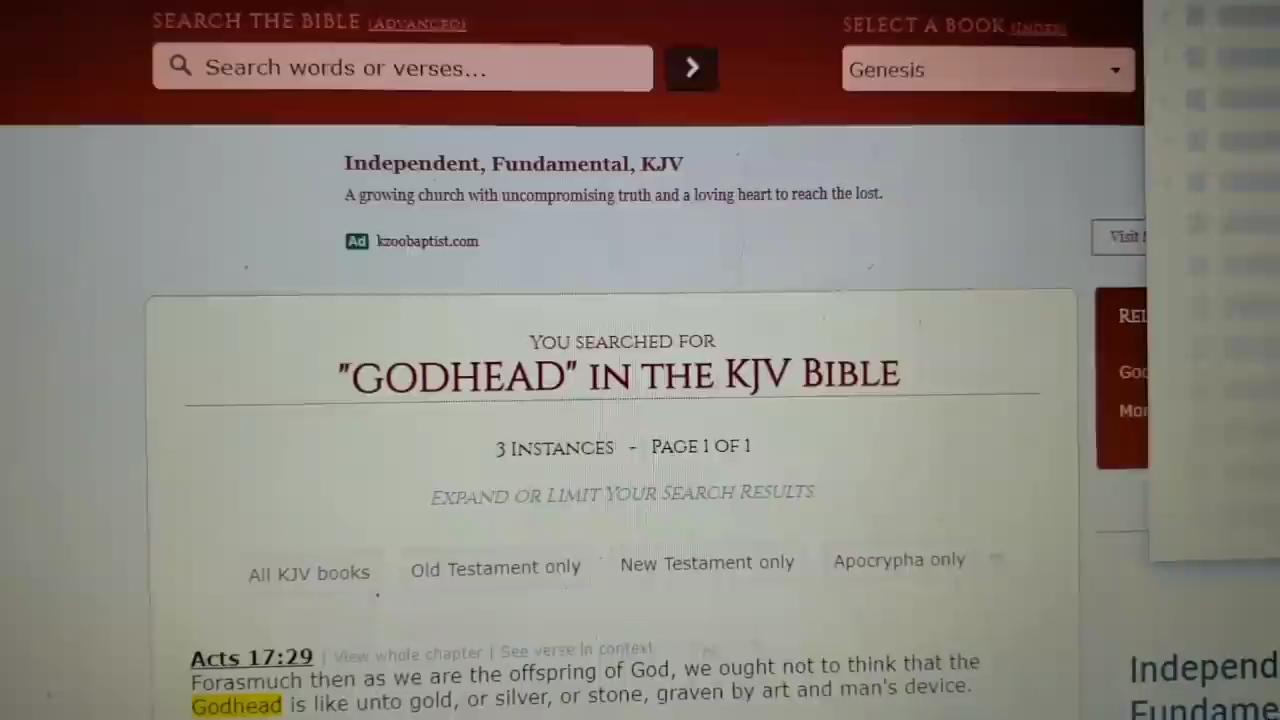 SEARCH THE BIBLE (ADVANCED)
SELECT A BOOK (INDEX)
Search words or verses...
Genesis
Independent, Fundamental, KJV
A growing church with uncompromising truth and a loving heart to reach the lost.
Ad kzoobaptist.com
Visit
YOU SEARCHED FOR
"GODHEAD" IN THE KJV BIBLE
3 INSTANCES - PAGE 1 OF 1
EXPAND OR LIMIT YOUR SEARCH RESULTS
All KJV books Old Testament only New Testament only Apocrypha only
Acts 17:29 | View whole chapter | See verse in context
Forasmuch then as we are the offspring of God, we ought not to think that the
Godhead is like unto gold, or silver, or stone, graven by art and man's device.
REL
Goo
Mor
Independ
Fundame